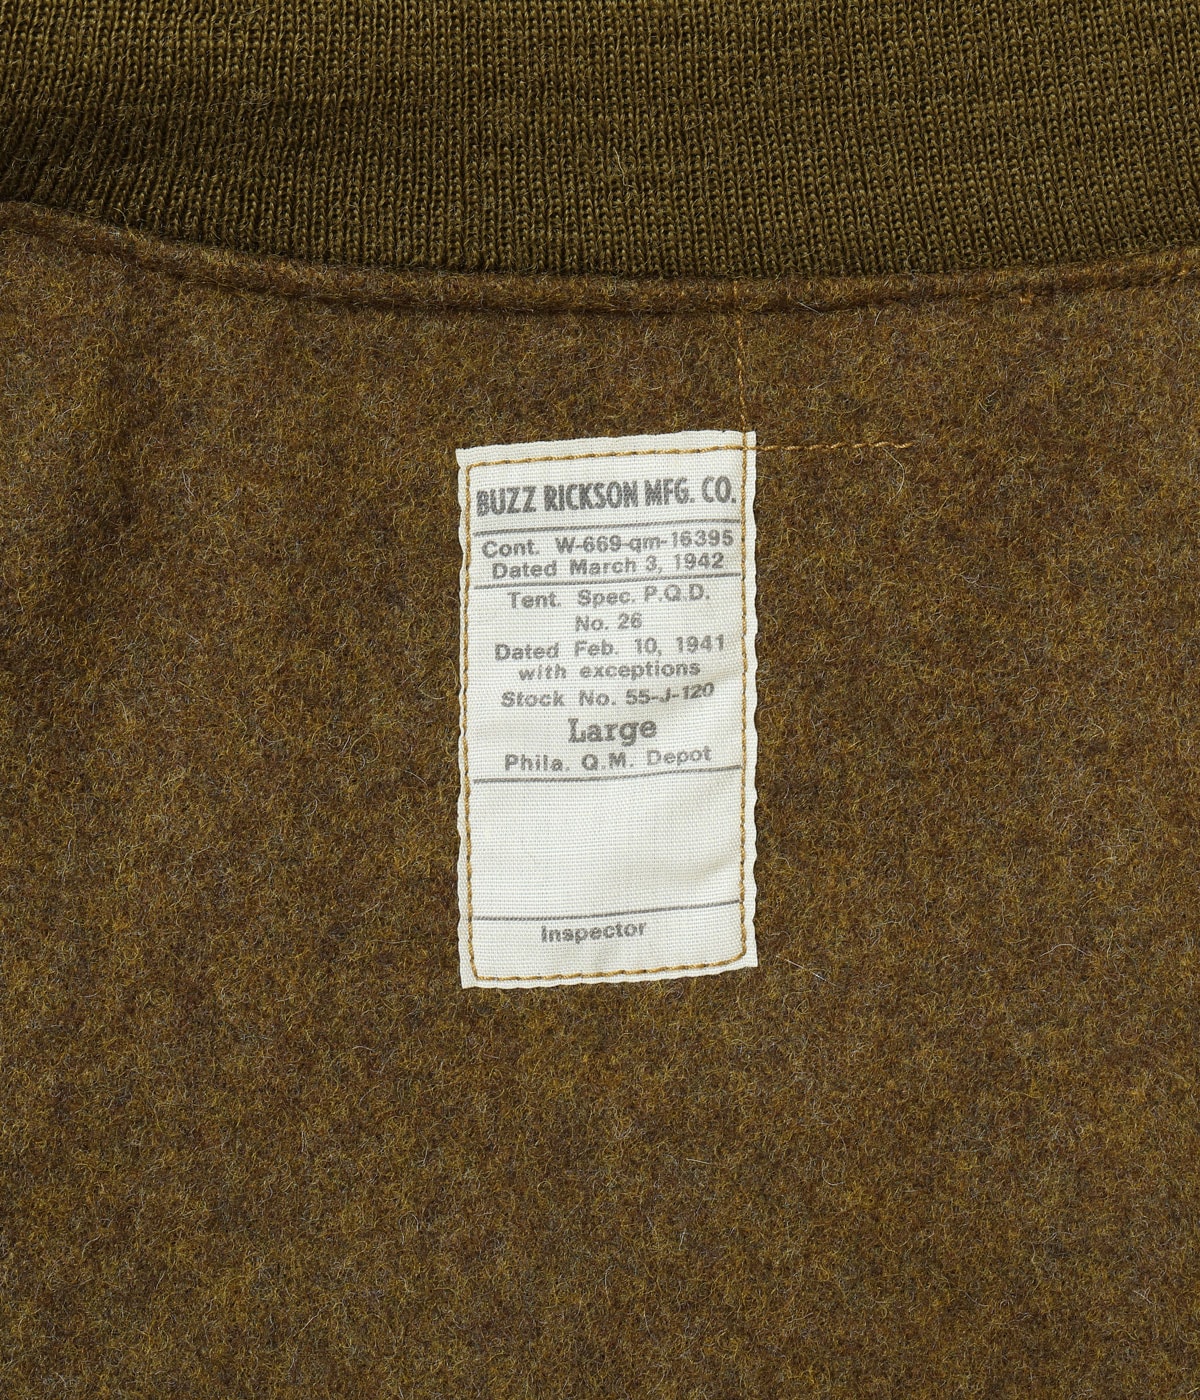 BUZZ RICKSON MFG. CO.
Cont. W-669-qm-16395
Dated March 3, 1942
Tent. Spec. P.Q.D.
No. 26
Dated Feb. 10, 1941
with exceptions
Stock No. 55-J-120
Large
Phila. Q.M. Depot
Inspector